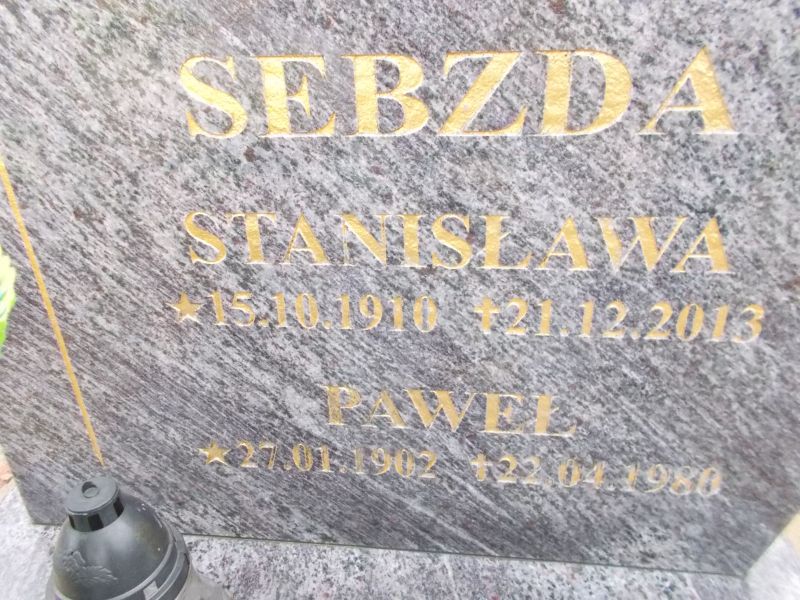 SEBZDA
STANISŁAWA
★15.10.1910 ✝21.12.2013
PAWEŁ
★27.01.1902 ✝22.04.1980